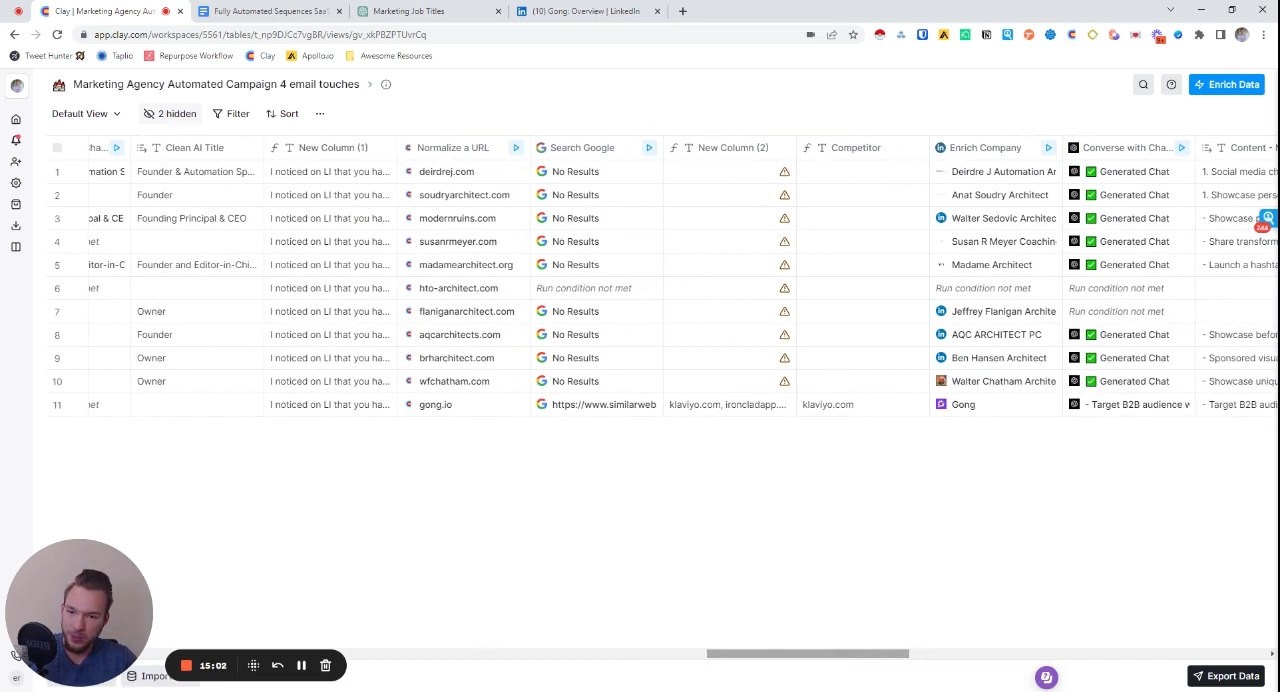 Clay | Marketing Agency Au
Fully Automated Sequences SaaS
Marketing Job Titles
(10) Gong: Overview | LinkedIn
app.clay.com/workspaces/5561/tables/t_np9DJCc7vgBR/views/gv_xkPBZPTUvrCq
Tweet Hunter
Taplio
Repurpose Workflow
Clay
Apollo.io
Awesome Resources
Marketing Agency Automated Campaign 4 email touches
Enrich Data
Default View
2 hidden
Filter
Sort
Clean AI Title New Column (1) Normalize a URL Search Google New Column (2) Competitor Enrich Company Converse with Cha... Content - M
1 mation S Founder & Automation Sp... I noticed on LI that you ha... deirdrej.com No Results Deirdre J Automation Ar Generated Chat 1. Social media ch
2 Founder I noticed on LI that you ha... soudryarchitect.com No Results Anat Soudry Architect Generated Chat 1. Showcase pers
3 pal & CE Founding Principal & CEO I noticed on LI that you ha... modernruins.com No Results Walter Sedovic Architec Generated Chat - Showcase
4 net I noticed on LI that you ha... susanrmeyer.com No Results Susan R Meyer Coachin Generated Chat - Share transform
5 itor-in-C Founder and Editor-in-Chi... I noticed on LI that you ha... madamearchitect.org No Results Madame Architect Generated Chat - Launch a hashta
6 net I noticed on LI that you ha... hto-architect.com Run condition not met Run condition not met Run condition not met
7 Owner I noticed on LI that you ha... flaniganarchitect.com No Results Jeffrey Flanigan Archite Run condition not met
8 Founder I noticed on LI that you ha... aqcarchitects.com No Results AQC ARCHITECT PC Generated Chat - Showcase befor
9 Owner I noticed on LI that you ha... brharchitect.com No Results Ben Hansen Architect Generated Chat - Sponsored visua
10 Owner I noticed on LI that you ha... wfchatham.com No Results Walter Chatham Archite Generated Chat - Showcase uniqu
11 net I noticed on LI that you ha... gong.io https://www.similarweb klaviyo.com, ironcladapp.... klaviyo.com Gong - Target B2B audience w - Target B2B aud
244
15:02
er
Impor
Export Data